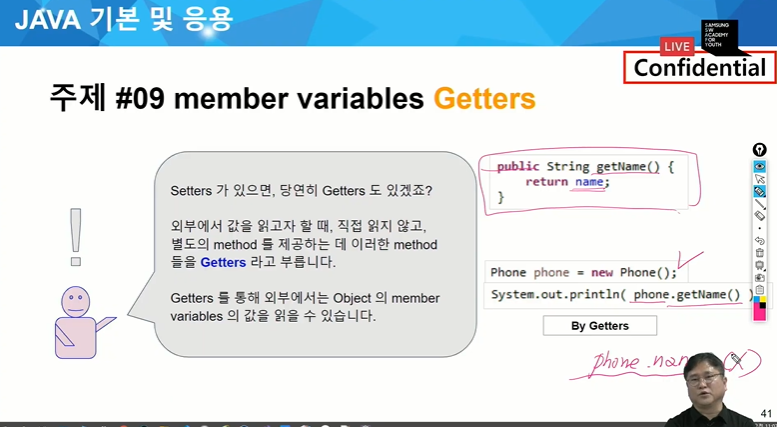 JAVA 기본 및 응용
LIVE
SAMSUNG
SW
ACADEMY
FOR
YOUTH
Confidential
주제 #09 member variables Getters
Setters 가 있으면, 당연히 Getters 도 있겠죠?
외부에서 값을 읽고자 할 때, 직접 읽지 않고,
별도의 method 를 제공하는 데 이러한 method
들을 Getters 라고 부릅니다.
Getters 를 통해 외부에서는 Object 의 member
variables 의 값을 읽을 수 있습니다.
public String getName() {
return name;
}
Phone phone = new Phone();
System.out.println( phone.getName() )
By Getters
phone.name (x)
41